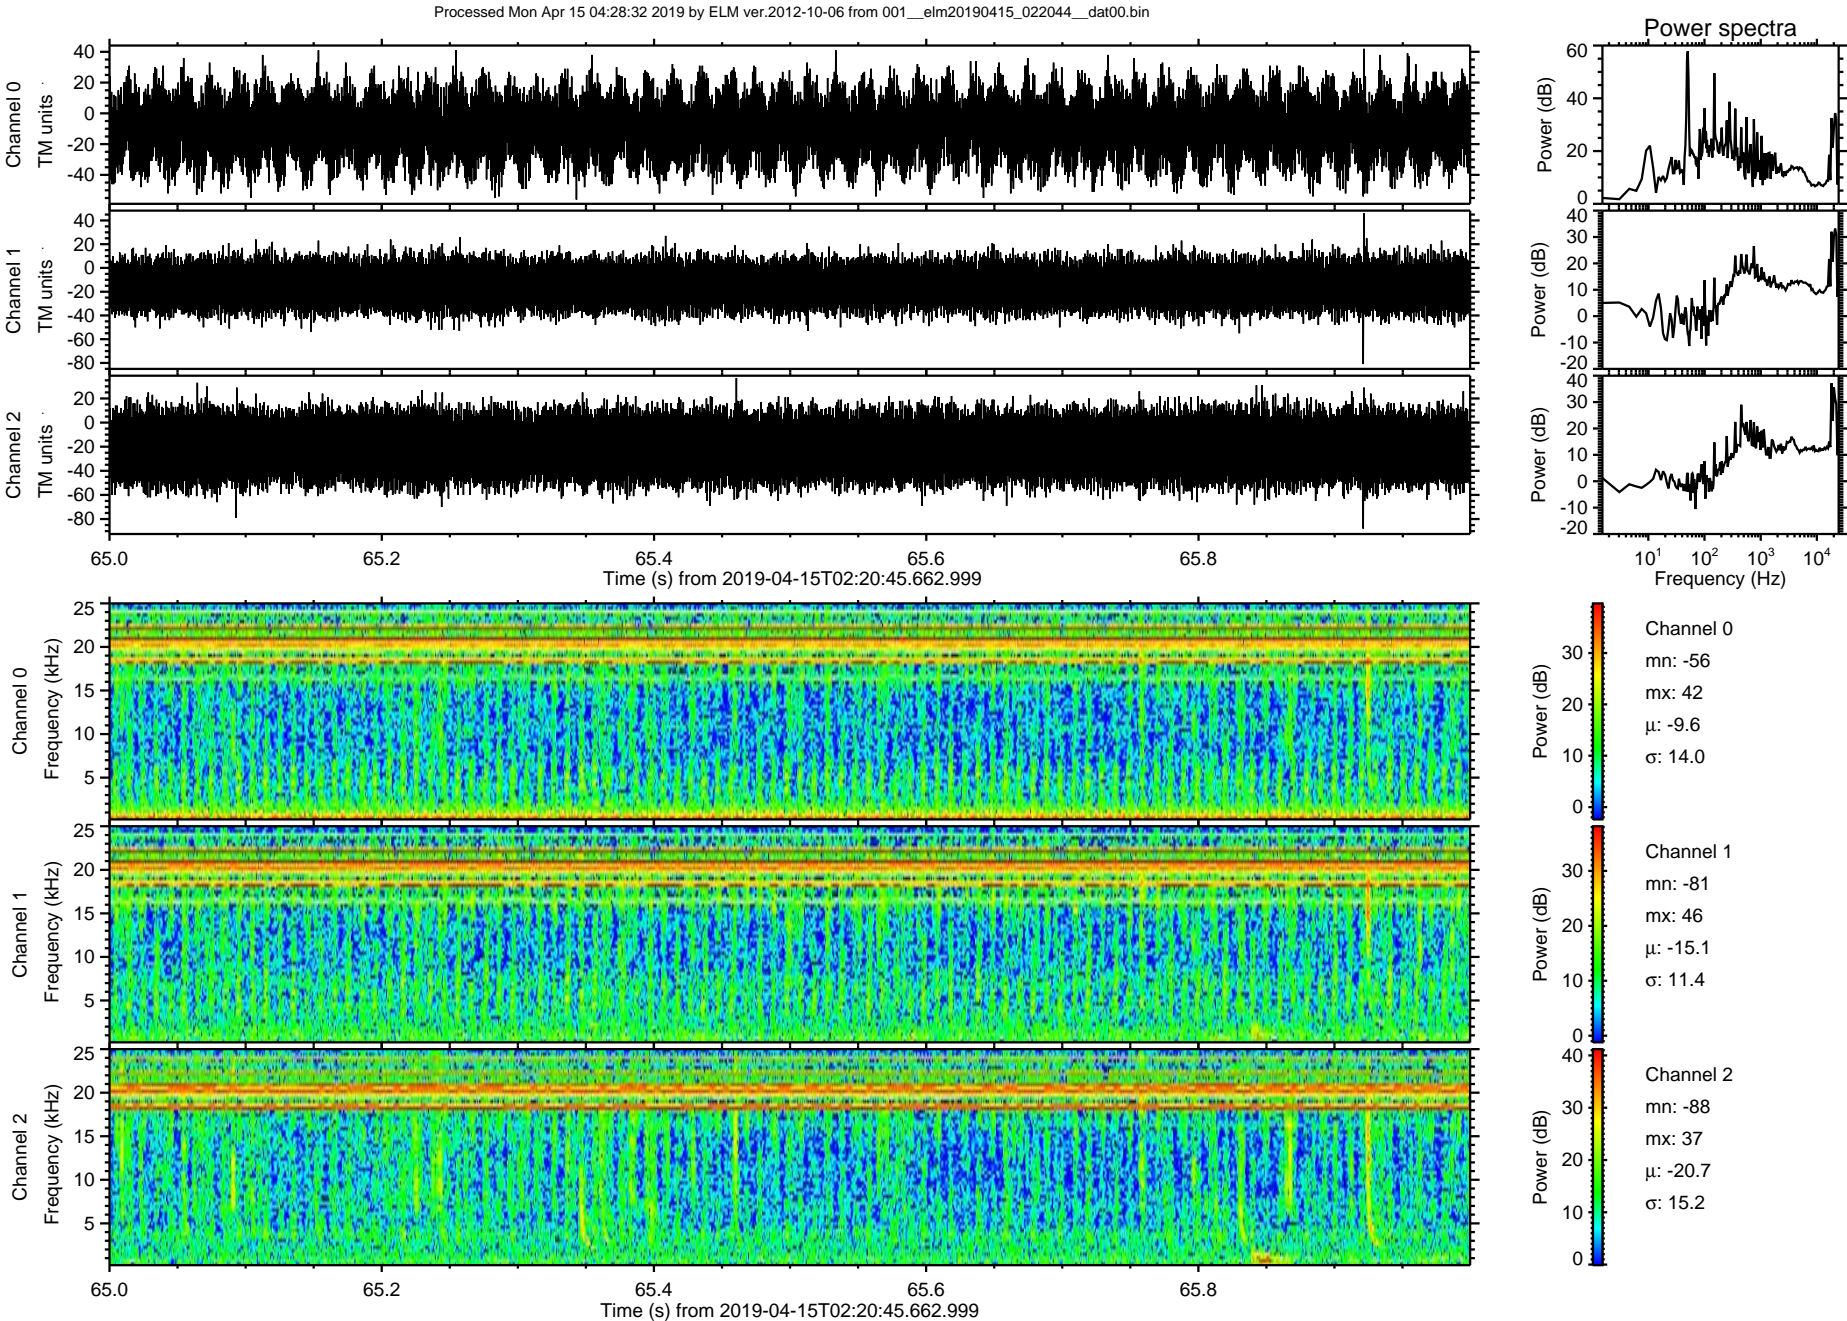 Processed Mon Apr 15 04:28:32 2019 by ELM ver.2012-10-06 from 001__elm20190415_022044__dat00.bin
Power spectra
Channel 0
TM units
40
20
0
-20
-40
Power (dB)
60
40
20
0
Channel 1
TM units
40
20
0
-20
-40
-60
-80
Power (dB)
40
30
20
10
0
-10
-20
Channel 2
TM units
20
0
-20
-40
-60
-80
Power (dB)
40
30
20
10
0
-10
-20
65.0 65.2 65.4 65.6 65.8
Time (s) from 2019-04-15T02:20:45.662.999
10^1 10^2 10^3 10^4
Frequency (Hz)
Channel 0
Frequency (kHz)
25
20
15
10
5
Power (dB)
30
20
10
0
Channel 0
mn: -56
mx: 42
μ: -9.6
σ: 14.0
Channel 1
Frequency (kHz)
25
20
15
10
5
Power (dB)
30
20
10
0
Channel 1
mn: -81
mx: 46
μ: -15.1
σ: 11.4
Channel 2
Frequency (kHz)
25
20
15
10
5
Power (dB)
40
30
20
10
0
Channel 2
mn: -88
mx: 37
μ: -20.7
σ: 15.2
65.0 65.2 65.4 65.6 65.8
Time (s) from 2019-04-15T02:20:45.662.999